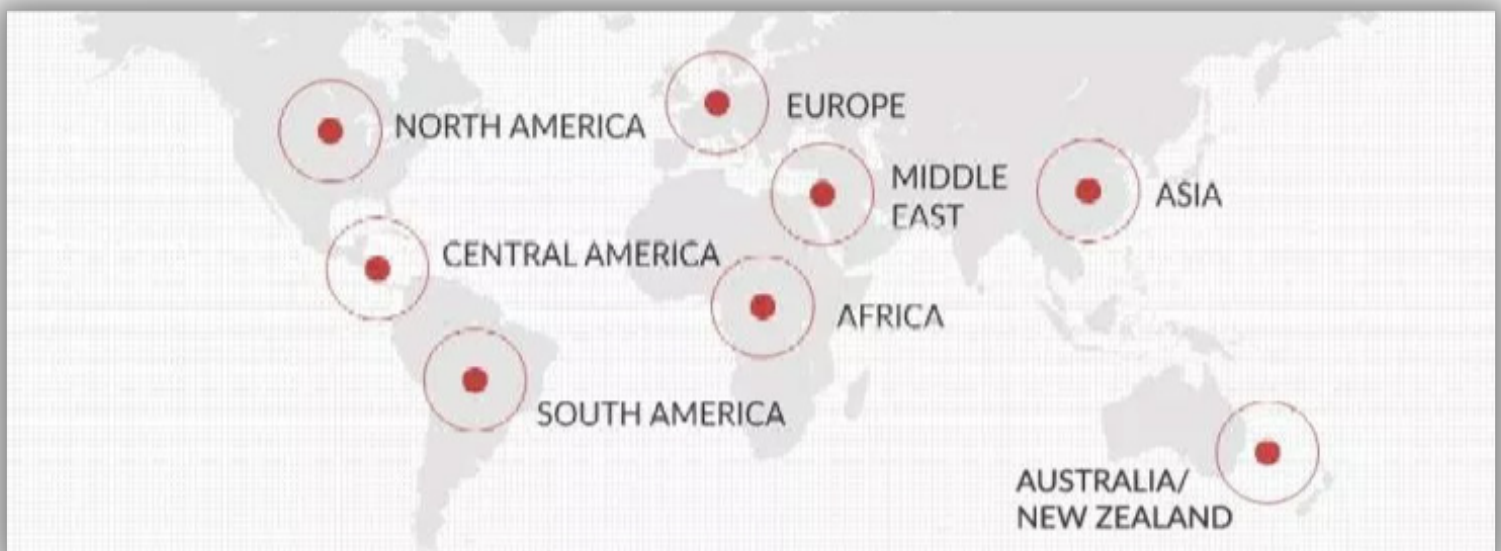 NORTH AMERICA
EUROPE
MIDDLE
EAST
ASIA
CENTRAL AMERICA
AFRICA
SOUTH AMERICA
AUSTRALIA/
NEW ZEALAND